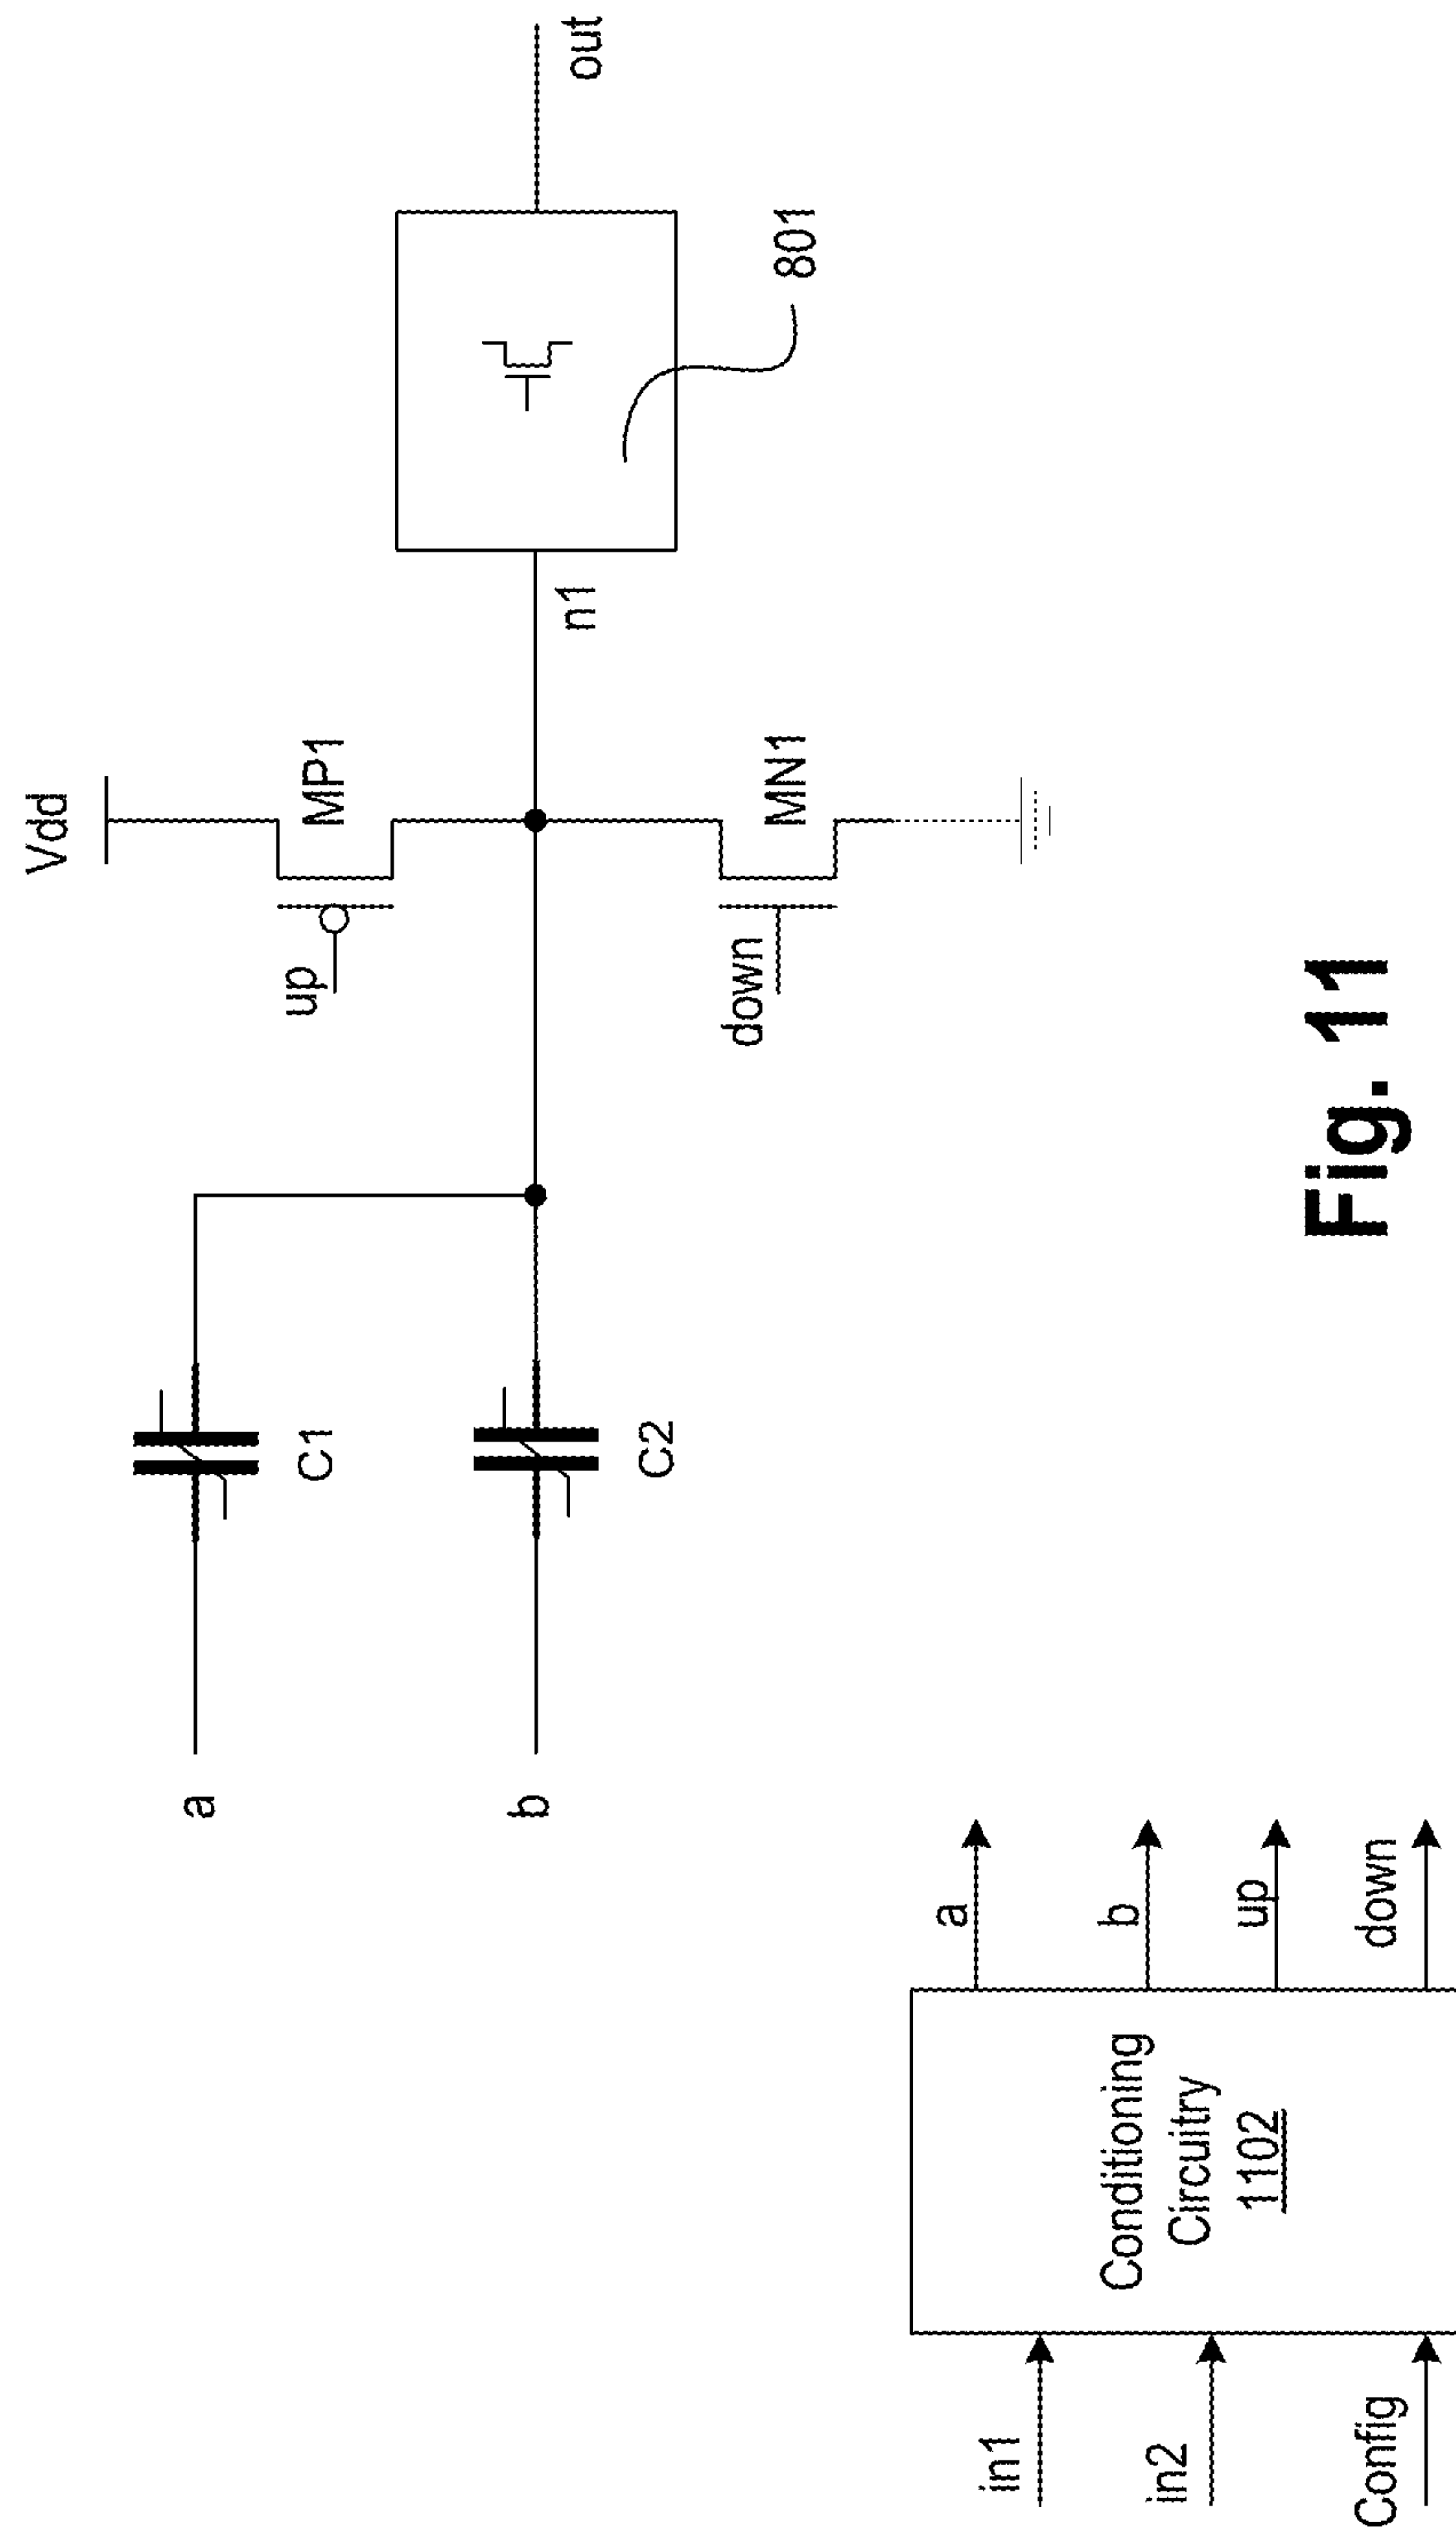 Vdd
up
MP1
a
C1
n1
out
b
C2
801
down
MN1
in1
in2
Config
Conditioning
Circuitry
1102
a
b
up
down
Fig. 11